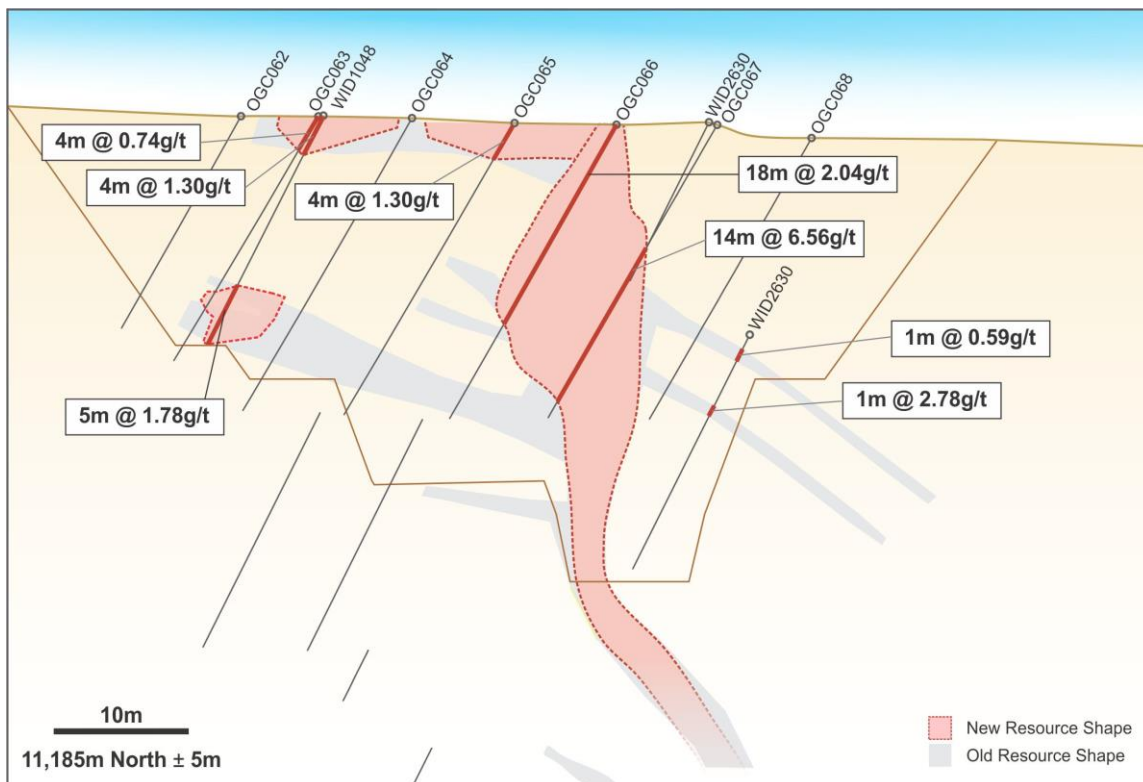 OGC062
OGC063
WID1048
OGC064
OGC065
OGC066
WID2630
OGC067
OGC068
4m @ 0.74g/t
4m @ 1.30g/t
4m @ 1.30g/t
18m @ 2.04g/t
14m @ 6.56g/t
WID2630
1m @ 0.59g/t
5m @ 1.78g/t
1m @ 2.78g/t
10m
11,185m North ± 5m
New Resource Shape
Old Resource Shape